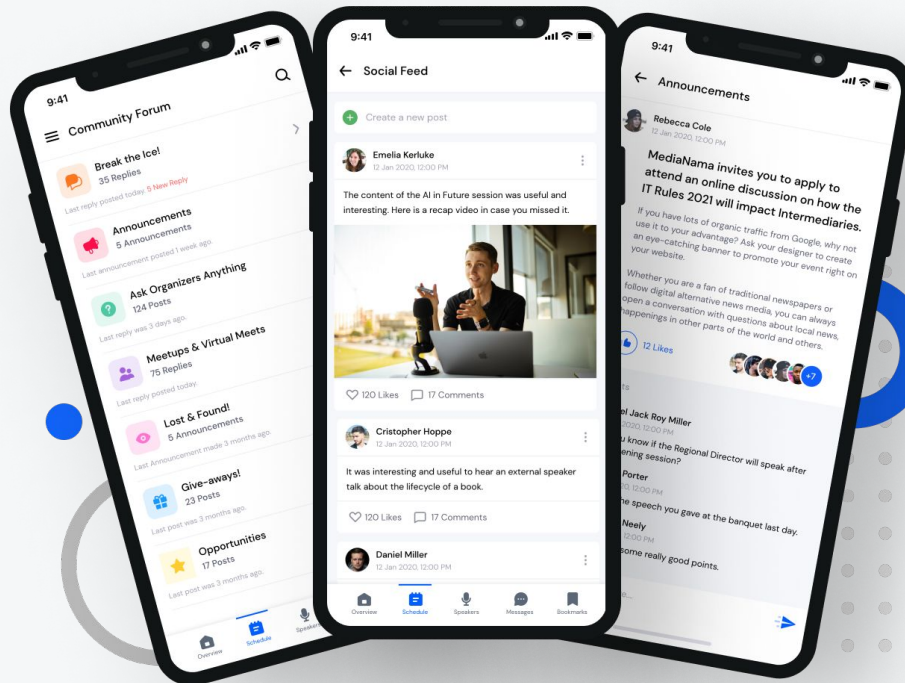 9:41
Community Forum
Break the Ice!
35 Replies
Last reply posted today. 5 New Reply
Announcements
5 Announcements
Last announcement posted 1 week ago.
Ask Organizers Anything
124 Posts
Last reply was 3 days ago.
Meetups & Virtual Meets
75 Replies
Last reply posted today.
Lost & Found!
5 Announcements
Last Announcement made 3 months ago.
Give-aways!
23 Posts
Last post was 3 months ago.
Opportunities
17 Posts
Last post was 3 months ago.
Overview
Schedule
Speakers
9:41
Social Feed
Create a new post
Emelia Kerluke
12 Jan 2020, 12:00 PM
The content of the AI in Future session was useful and
interesting. Here is a recap video in case you missed it.
120 Likes 17 Comments
Cristopher Hoppe
12 Jan 2020, 12:00 PM
It was interesting and useful to hear an external speaker
talk about the lifecycle of a book.
120 Likes 17 Comments
Daniel Miller
12 Jan 2020, 12:00 PM
Overview
Schedule
Speakers
Messages
Bookmarks
9:41
Announcements
Rebecca Cole
12 Jan 2020, 12:00 PM
MediaNama invites you to apply to
attend an online discussion on how the
IT Rules 2021 will impact Intermediaries.
If you have lots of organic traffic from Google, why not
use it to your advantage? Ask your designer to create
an eye-catching banner to promote your event right on
your website.
Whether you are a fan of traditional newspapers or
follow digital alternative news media, you can always
open a conversation with questions about local news,
happenings in other parts of the world and others.
12 Likes
+7
Jack Roy Miller
2020, 12:00 PM
know if the Regional Director will speak after
session?
Porter
12:00 PM
speech you gave at the banquet last day.
Neely
12:00 PM
some really good points.